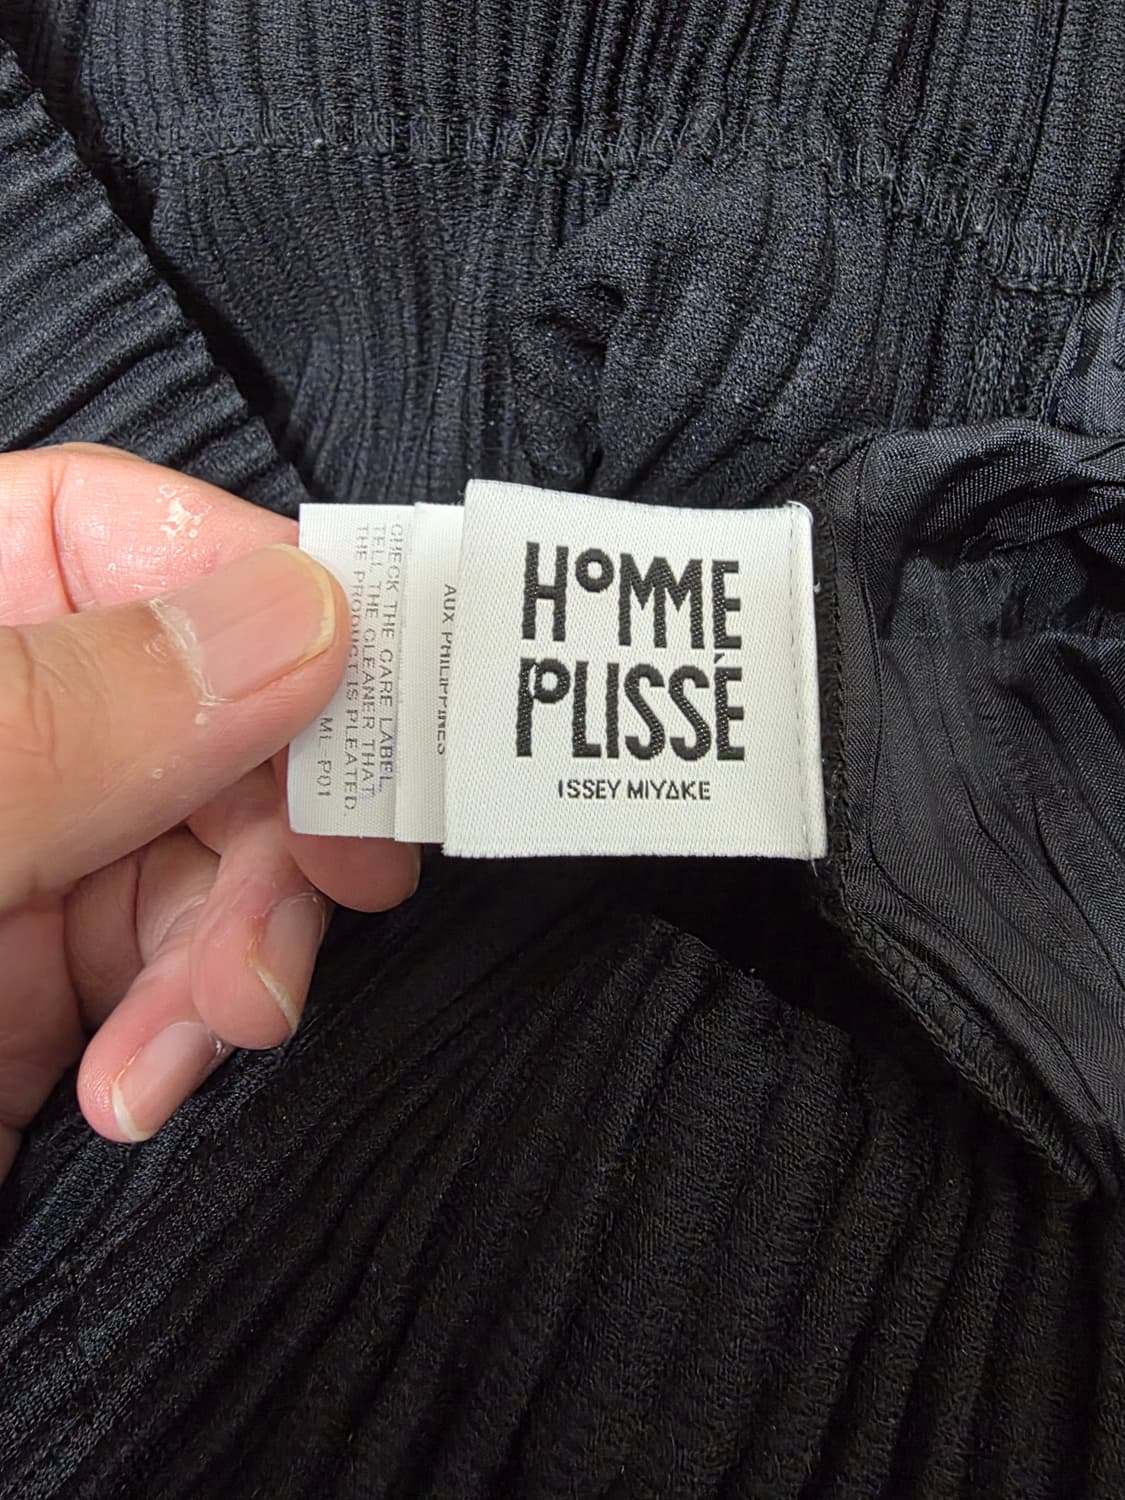 HOMME
PLISSÉ
ISSEY MIYAKE
AUX PHILIPPINES
CHECK THE CARE LABEL.
TELL THE CLEANER THAT
THE PRODUCT IS PLEATED.
ML-P01